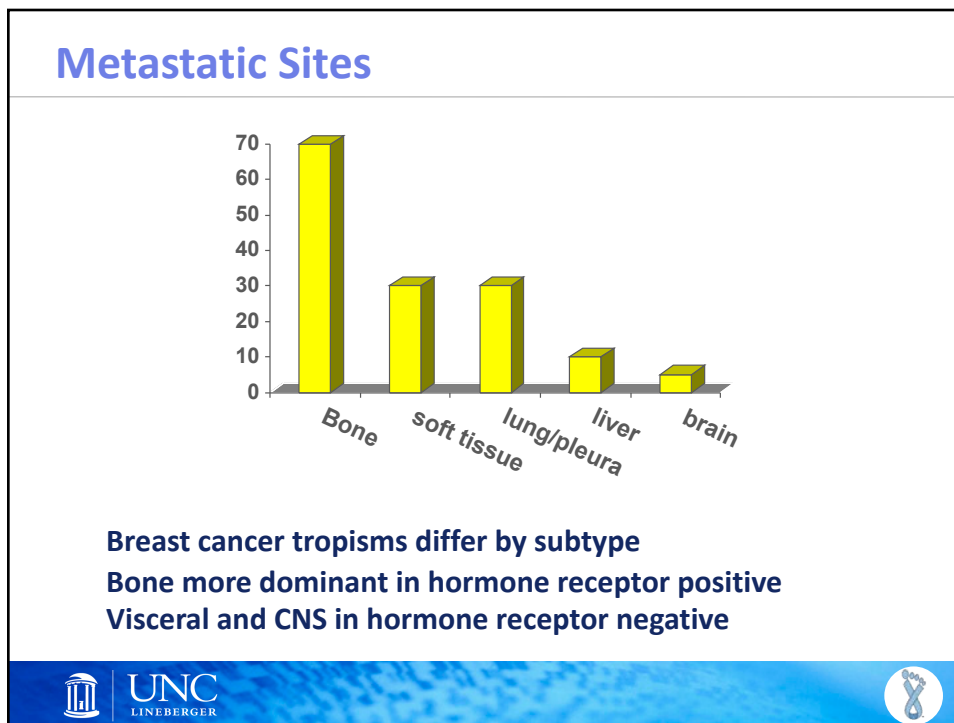 Metastatic Sites
70
60
50
40
30
20
10
0
Bone
soft tissue
lung/pleura
liver
brain
Breast cancer tropisms differ by subtype
Bone more dominant in hormone receptor positive
Visceral and CNS in hormone receptor negative
UNC
LINEBERGER